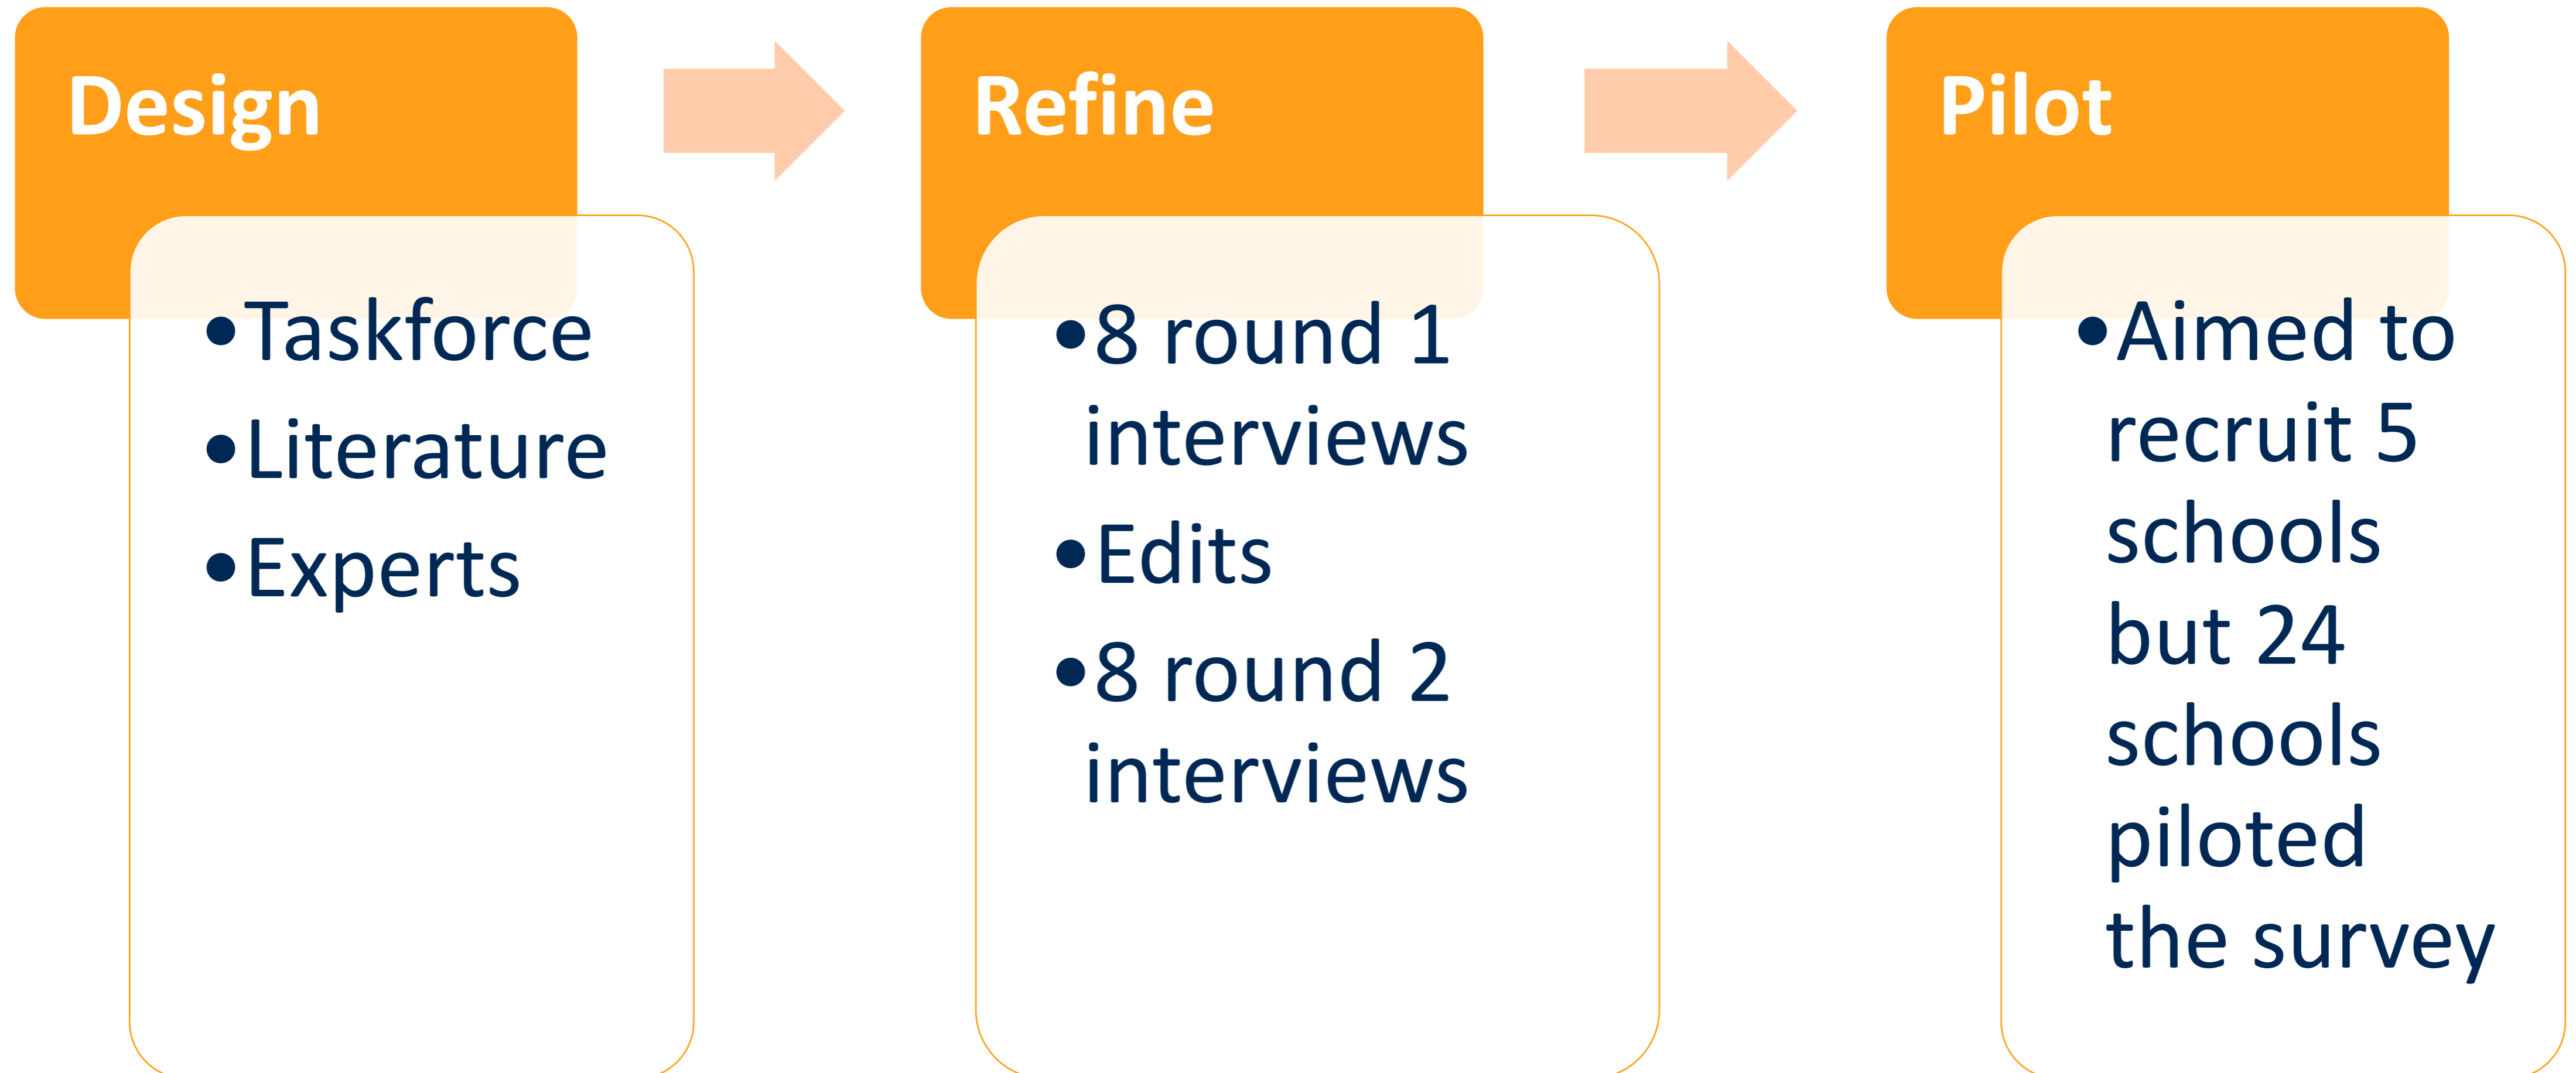 Design
•Taskforce
•Literature
•Experts
Refine
•8 round 1
interviews
•Edits
•8 round 2
interviews
Pilot
•Aimed to
recruit 5
schools
but 24
schools
piloted
the survey